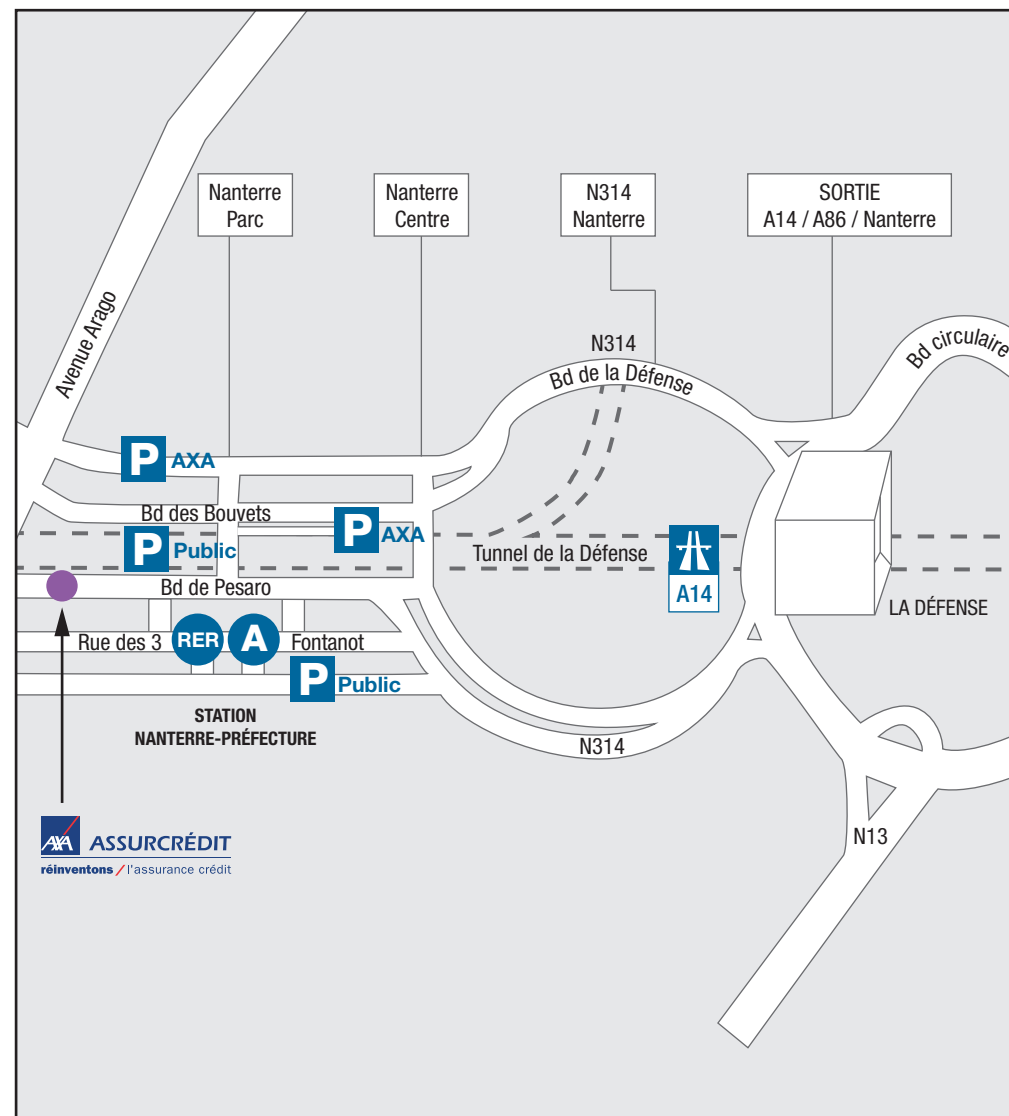 Nanterre
Parc
Nanterre
Centre
N314
Nanterre
SORTIE
A14 / A86 / Nanterre
Avenue Arago
N314
Bd de la Défense
Bd circulaire
P AXA
Bd des Bouvets
P AXA
P Public
Tunnel de la Défense
A14
Bd de Pesaro
LA DÉFENSE
Rue des 3 RER A Fontanot
P Public
STATION
NANTERRE-PRÉFECTURE
N314
N13
AXA ASSURCRÉDIT
réinventons / l'assurance crédit